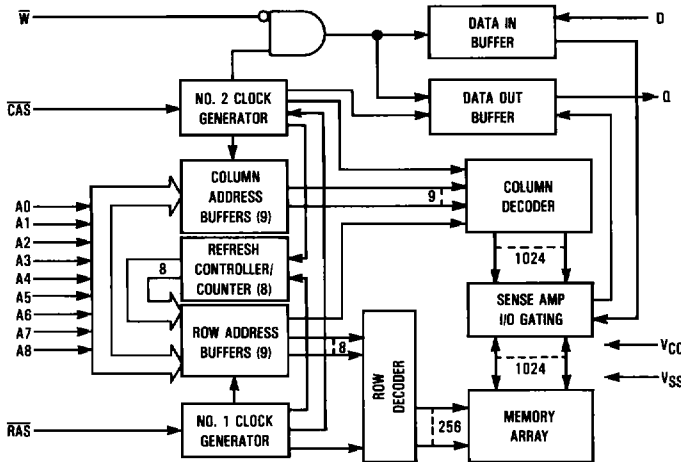 W
DATA IN
BUFFER
D
CAS
NO. 2 CLOCK
GENERATOR
DATA OUT
BUFFER
Q
COLUMN
ADDRESS
BUFFERS (9)
9
COLUMN
DECODER
A0
A1
A2
A3
A4
A5
A6
A7
A8
8
REFRESH
CONTROLLER/
COUNTER (8)
1024
SENSE AMP
I/O GATING
ROW ADDRESS
BUFFERS (9)
8
ROW
DECODER
1024
VCC
VSS
RAS
NO. 1 CLOCK
GENERATOR
256
MEMORY
ARRAY